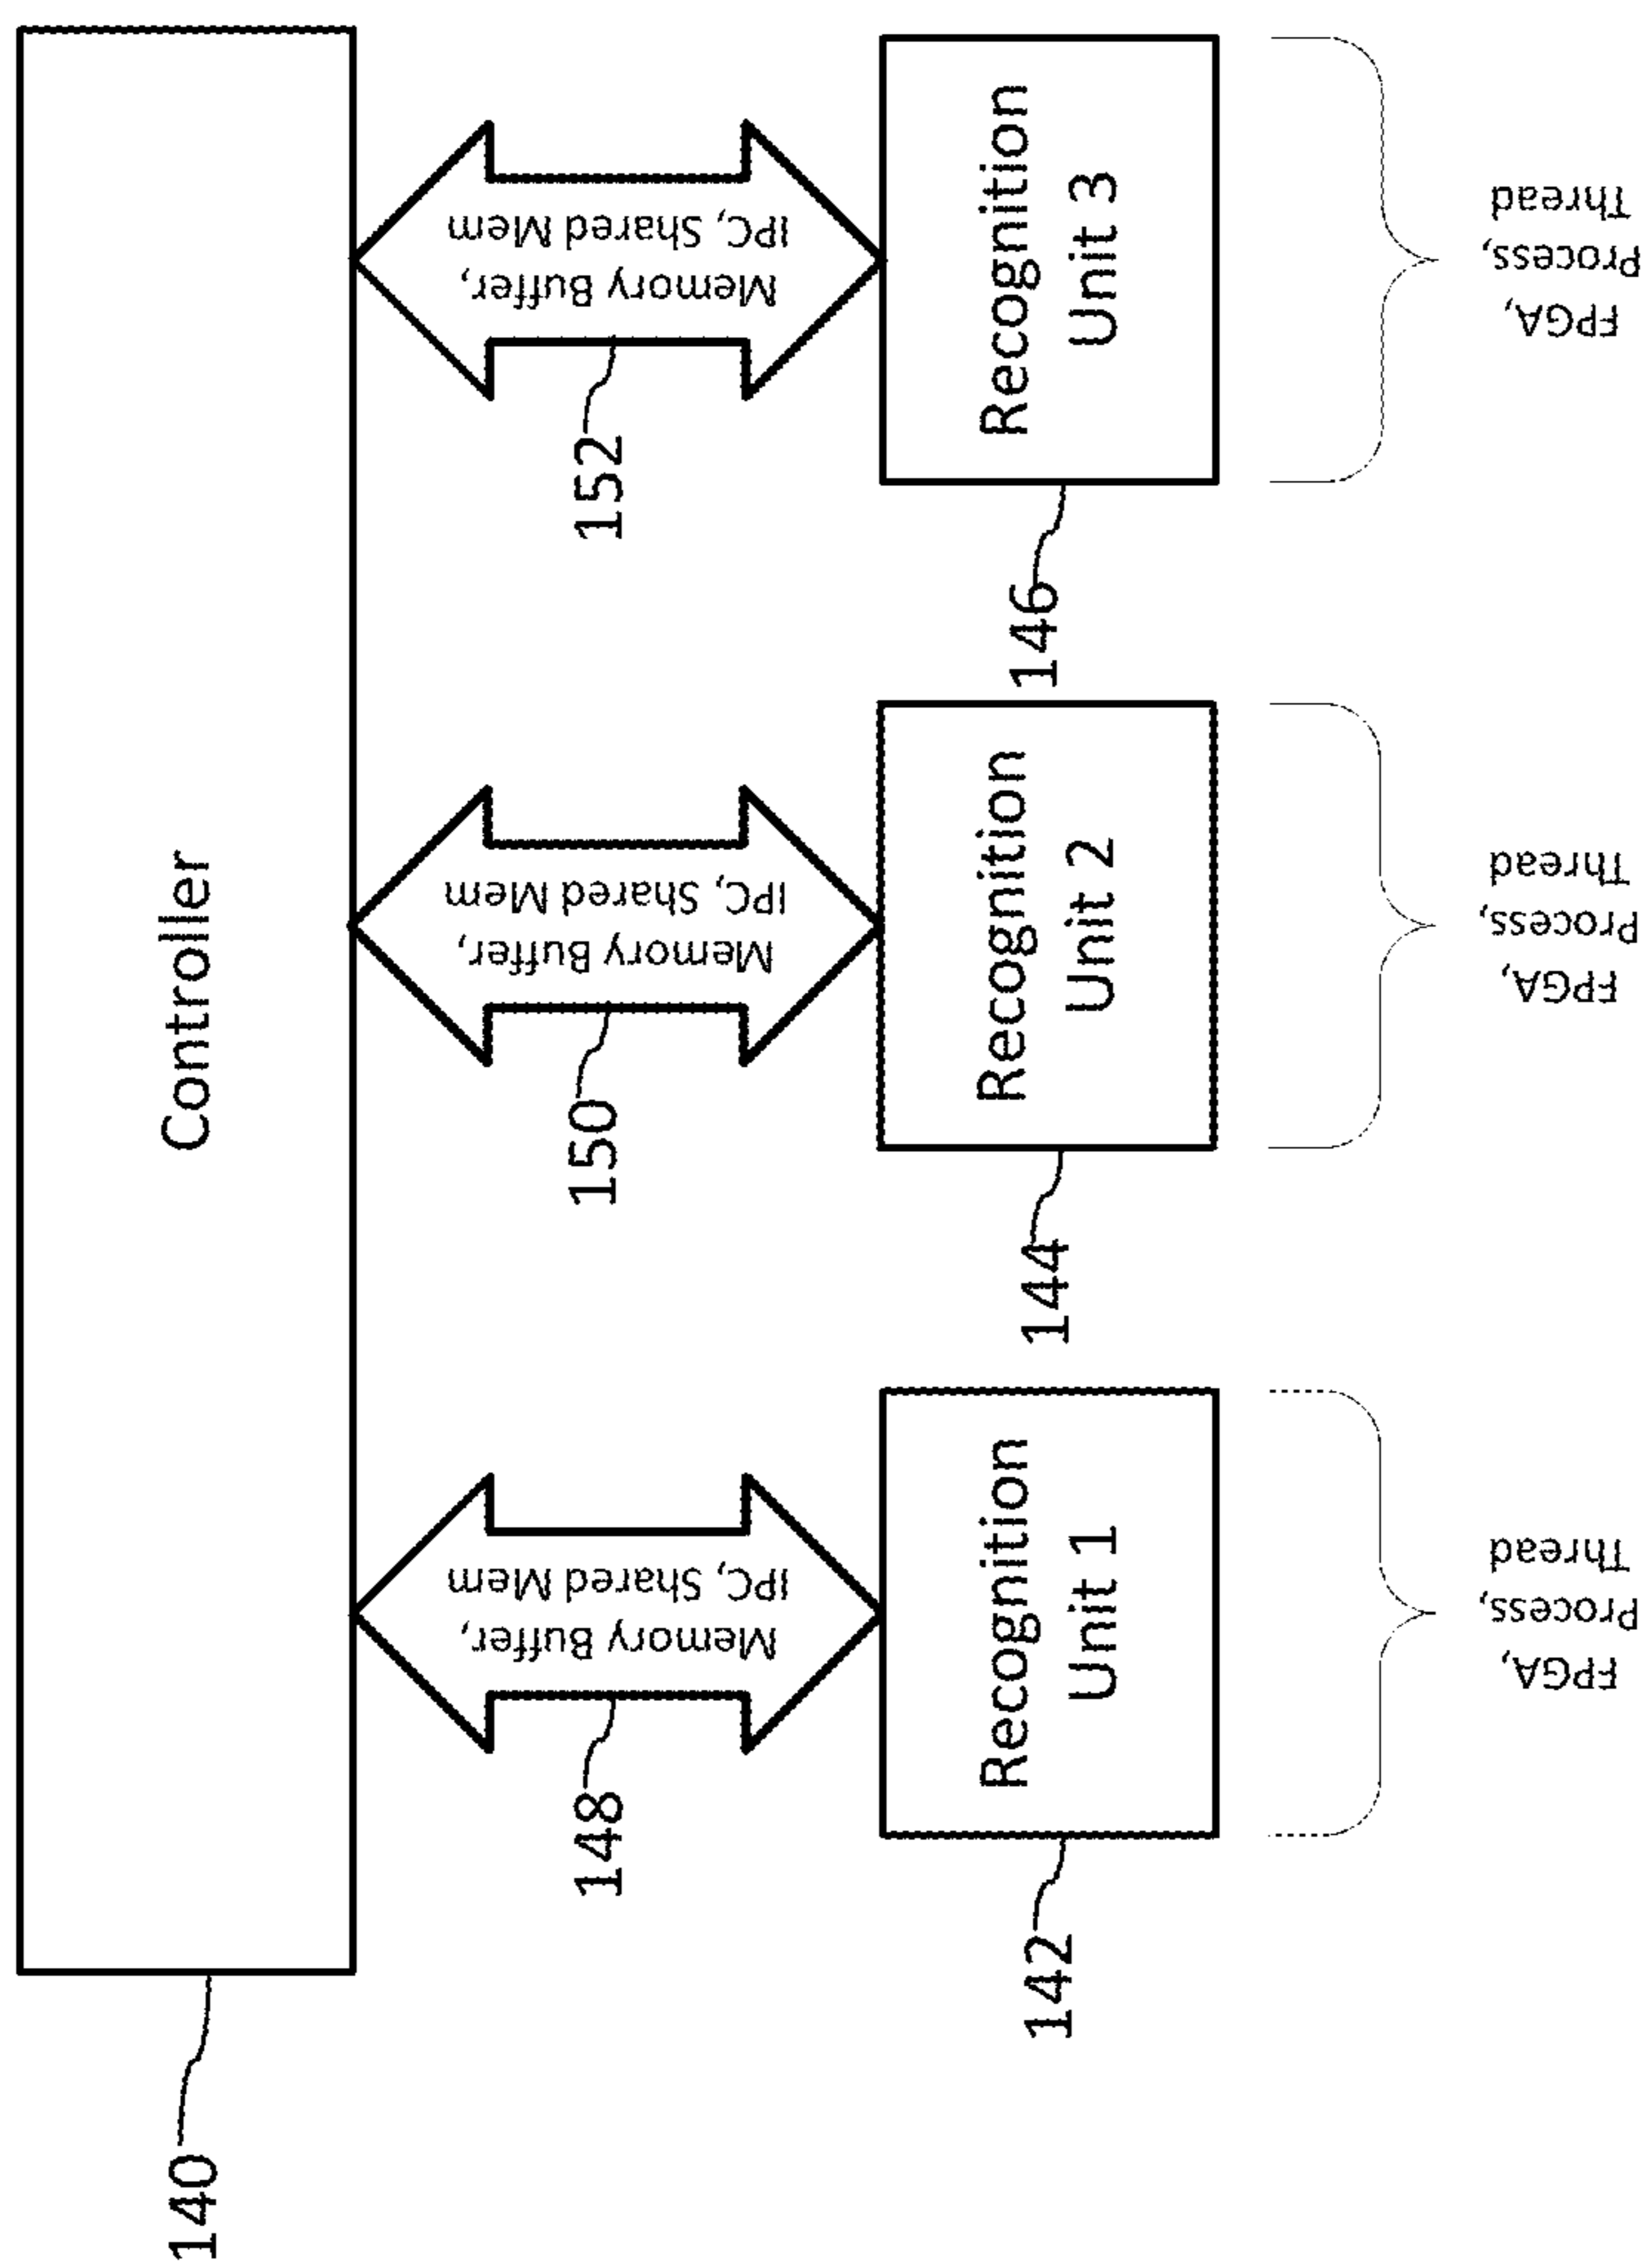 140
Controller
148
Memory Buffer,
IPC, Shared Mem
150
Memory Buffer,
IPC, Shared Mem
152
Memory Buffer,
IPC, Shared Mem
142
Recognition
Unit 1
144
Recognition
Unit 2
146
Recognition
Unit 3
FPGA,
Process,
Thread
FPGA,
Process,
Thread
FPGA,
Process,
Thread